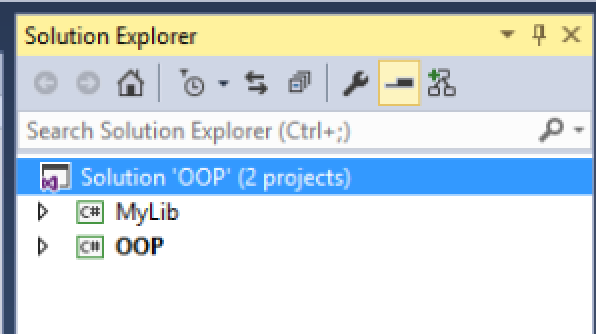 Solution Explorer
Search Solution Explorer (Ctrl+;)
Solution 'OOP' (2 projects)
C# MyLib
C# OOP